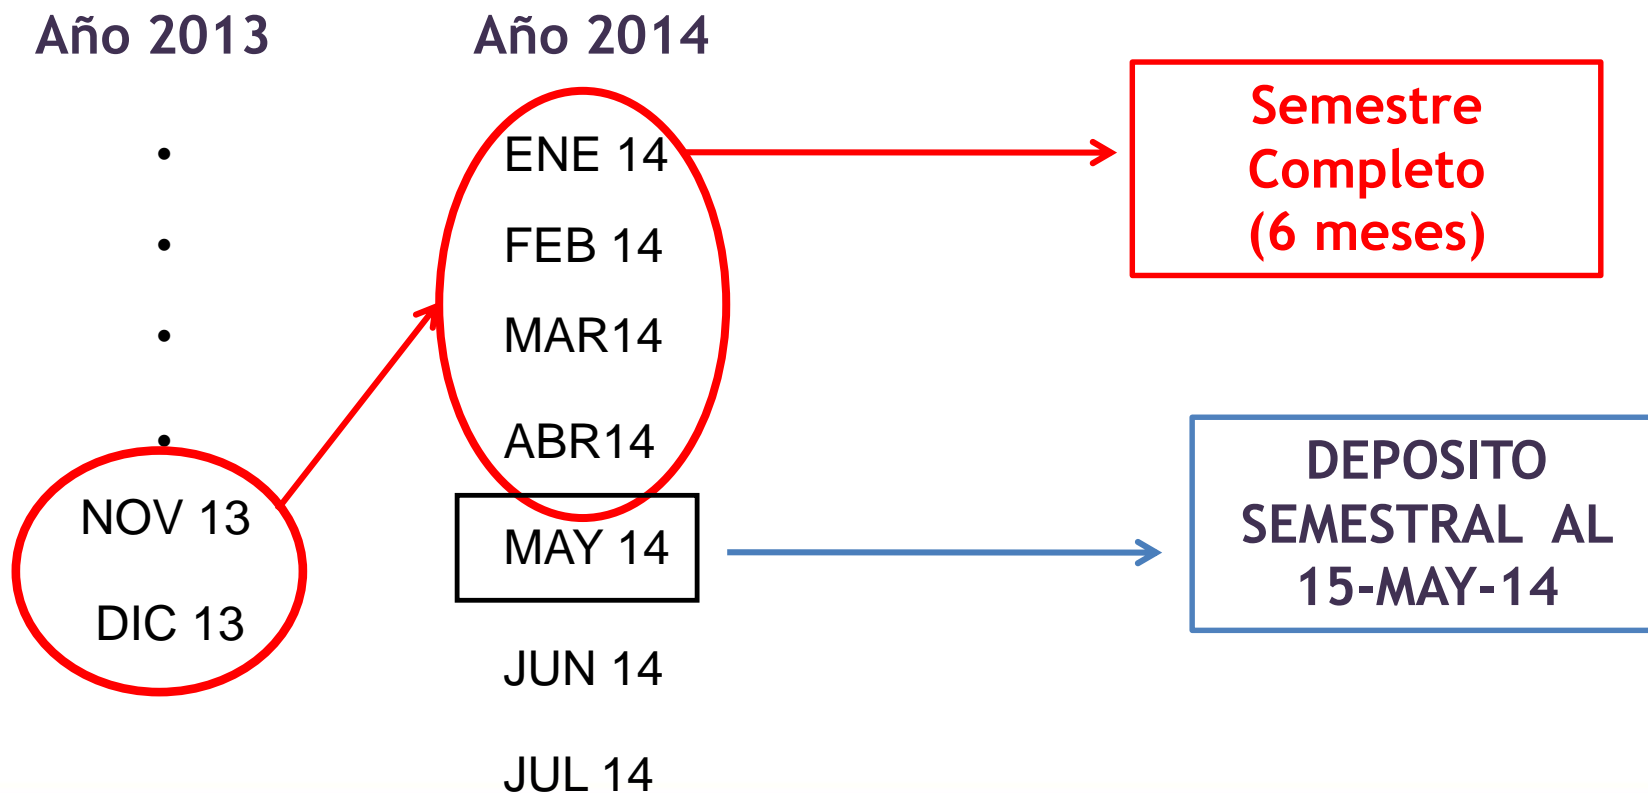 Año 2013
•
•
•
•
NOV 13
DIC 13
Año 2014
ENE 14
FEB 14
MAR14
ABR14
MAY 14
JUN 14
JUL 14
Semestre
Completo
(6 meses)
DEPOSITO
SEMESTRAL AL
15-MAY-14